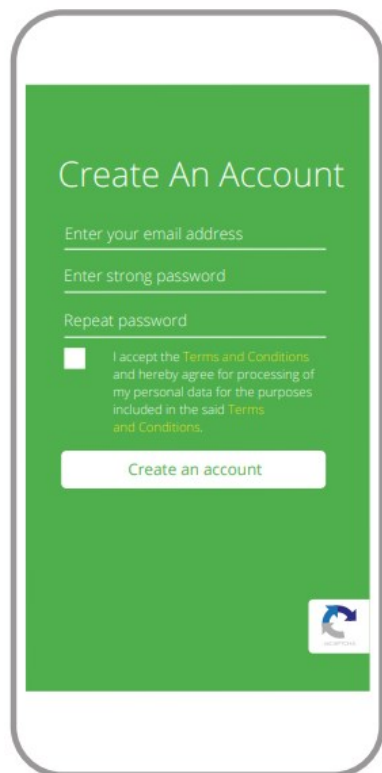 Create An Account
Enter your email address
Enter strong password
Repeat password
I accept the Terms and Conditions
and hereby agree for processing of
my personal data for the purposes
included in the said Terms
and Conditions.
Create an account
reCAPTCHA